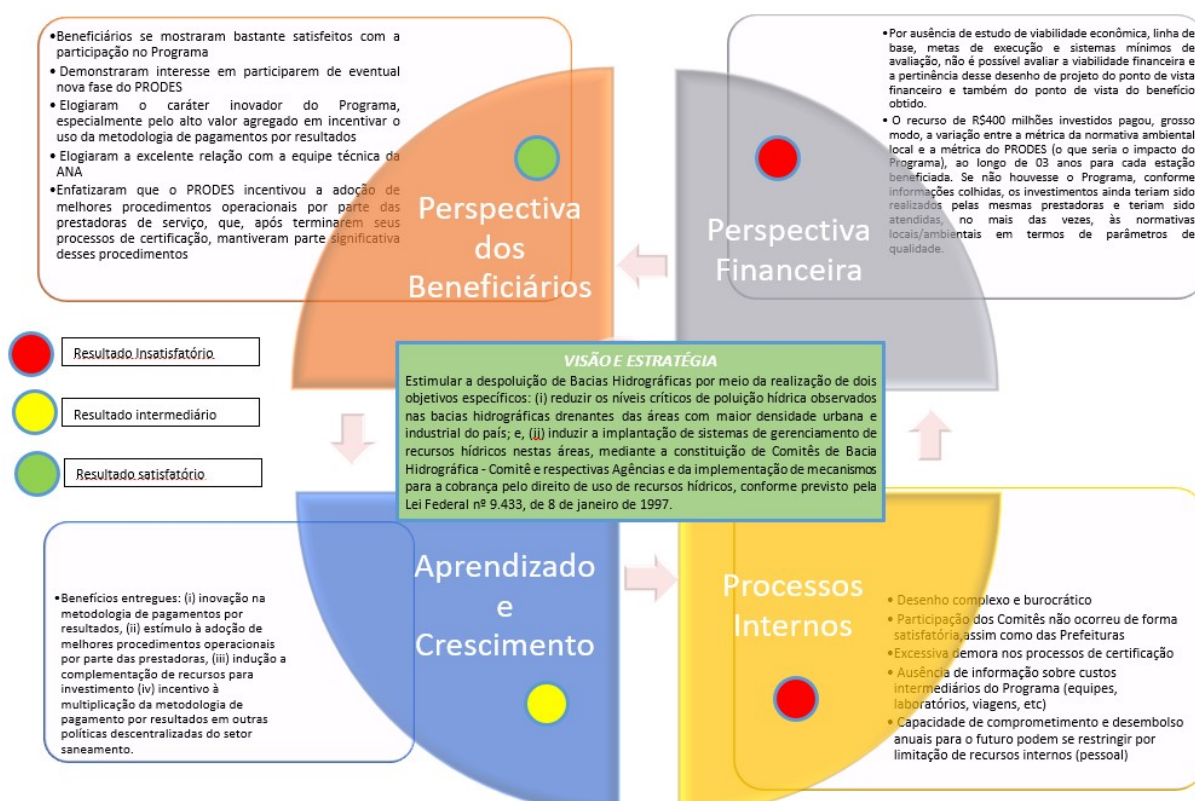 •Beneficiários se mostraram bastante satisfeitos com a
participação no Programa
• Demonstraram interesse em participarem de eventual
nova fase do PRODES
• Elogiaram o caráter inovador do Programa,
especialmente pelo alto valor agregado em incentivar o
uso da metodologia de pagamentos por resultados
• Elogiaram a excelente relação com a equipe técnica da
ANA
•Enfatizaram que o PRODES incentivou a adoção de
melhores procedimentos operacionais por parte das
prestadoras de serviço, que, após terminarem seus
processos de certificação, mantiveram parte significativa
desses procedimentos
Perspectiva
dos
Beneficiários
•Por ausência de estudo de viabilidade econômica, linha de
base, metas de execução e sistemas mínimos de
avaliação, não é possível avaliar a viabilidade financeira e
a pertinência desse desenho de projeto do ponto de vista
financeiro e também do ponto de vista do benefício
obtido.
• O recurso de R$400 milhões investidos pagou, grosso
modo, a variação entre a métrica da normativa ambiental
local e a métrica do PRODES (o que seria o impacto do
Programa), ao longo de 03 anos para cada estação
beneficiada. Se não houvesse o Programa, conforme
informações colhidas, os investimentos ainda teriam sido
realizados pelas mesmas prestadoras e teriam sido
atendidas, no mais das vezes, às normativas
locais/ambientais em termos de parâmetros de
qualidade.
Perspectiva
Financeira
Resultado Insatisfatório
Resultado intermediário
Resultado satisfatório
VISÃO E ESTRATÉGIA
Estimular a despoluição de Bacias Hidrográficas por meio da realização de dois
objetivos específicos: (i) reduzir os níveis críticos de poluição hídrica observados
nas bacias hidrográficas drenantes das áreas com maior densidade urbana e
industrial do país; e, (ii) induzir a implantação de sistemas de gerenciamento de
recursos hídricos nestas áreas, mediante a constituição de Comitês de Bacia
Hidrográfica - Comitê e respectivas Agências e da implementação de mecanismos
para a cobrança pelo direito de uso de recursos hídricos, conforme previsto pela
Lei Federal nº 9.433, de 8 de janeiro de 1997.
•Benefícios entregues: (i) inovação na
metodologia de pagamentos por
resultados, (ii) estímulo à adoção de
melhores procedimentos operacionais
por parte das prestadoras, (iii) indução a
complementação de recursos para
investimento (iv) incentivo à
multiplicação da metodologia de
pagamento por resultados em outras
políticas descentralizadas do setor
saneamento.
Aprendizado
e
Crescimento
Processos
Internos
• Desenho complexo e burocrático
• Participação dos Comitês não ocorreu de forma
satisfatória,assim como das Prefeituras
•Excessiva demora nos processos de certificação
• Ausência de informação sobre custos
intermediários do Programa (equipes,
laboratórios, viagens, etc)
• Capacidade de comprometimento e desembolso
anuais para o futuro podem se restringir por
limitação de recursos internos (pessoal)